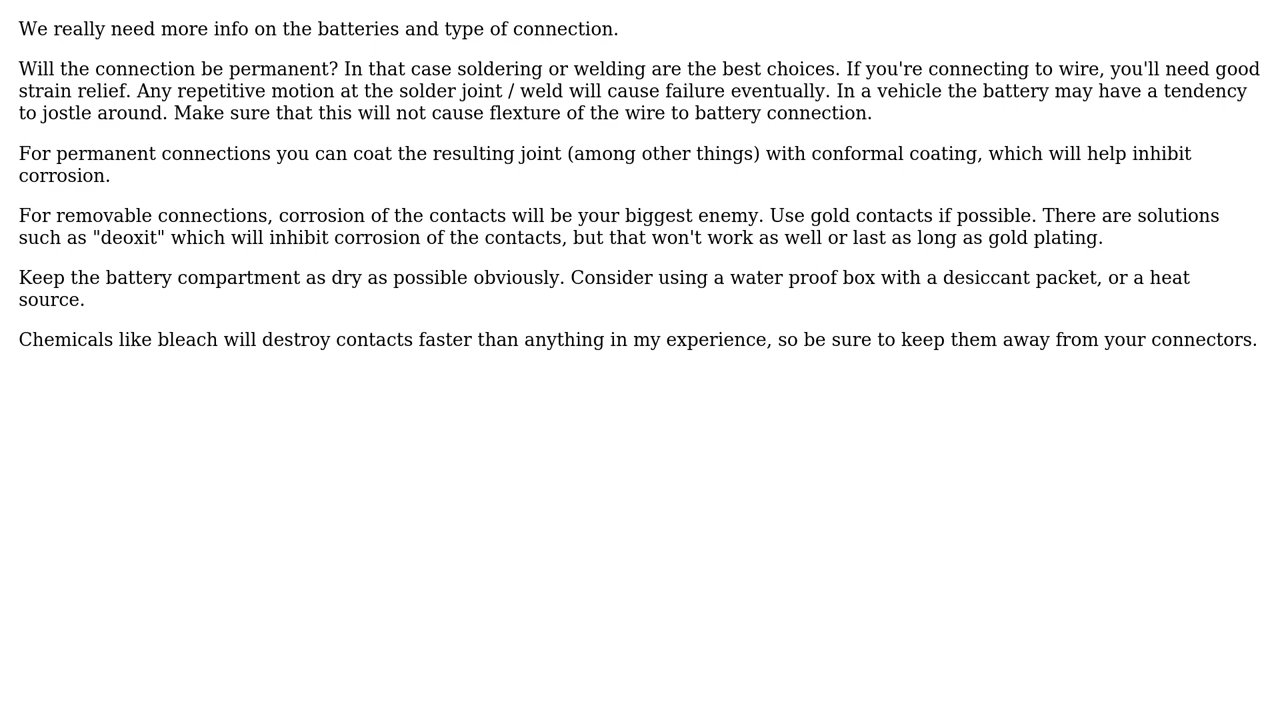 We really need more info on the batteries and type of connection.
Will the connection be permanent? In that case soldering or welding are the best choices. If you're connecting to wire, you'll need good
strain relief. Any repetitive motion at the solder joint / weld will cause failure eventually. In a vehicle the battery may have a tendency
to jostle around. Make sure that this will not cause flexture of the wire to battery connection.
For permanent connections you can coat the resulting joint (among other things) with conformal coating, which will help inhibit
corrosion.
For removable connections, corrosion of the contacts will be your biggest enemy. Use gold contacts if possible. There are solutions
such as "deoxit" which will inhibit corrosion of the contacts, but that won't work as well or last as long as gold plating.
Keep the battery compartment as dry as possible obviously. Consider using a water proof box with a desiccant packet, or a heat
source.
Chemicals like bleach will destroy contacts faster than anything in my experience, so be sure to keep them away from your connectors.